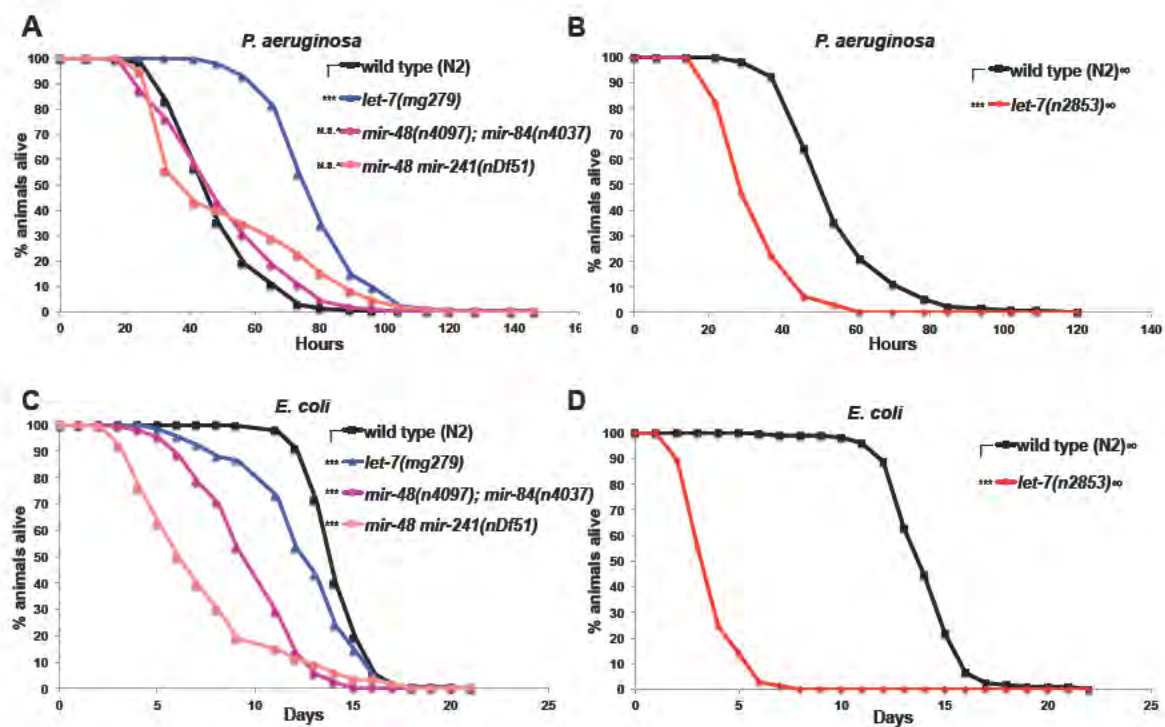 A
P. aeruginosa
% animals alive
100
90
80
70
60
50
40
30
20
10
0
0 20 40 60 80 100 120 140 16
Hours
wild type (N2)
*** let-7(mg279)
N.S.^ mir-48(n4097); mir-84(n4037)
N.S.^ mir-48 mir-241(nDf51)
B
P. aeruginosa
% animals alive
100
90
80
70
60
50
40
30
20
10
0
0 20 40 60 80 100 120 140
Hours
wild type (N2)∞
*** let-7(n2853)∞
C
E. coli
% animals alive
100
90
80
70
60
50
40
30
20
10
0
0 5 10 15 20 25
Days
wild type (N2)
*** let-7(mg279)
*** mir-48(n4097); mir-84(n4037)
*** mir-48 mir-241(nDf51)
D
E. coli
% animals alive
100
90
80
70
60
50
40
30
20
10
0
0 5 10 15 20 25
Days
wild type (N2)∞
*** let-7(n2853)∞